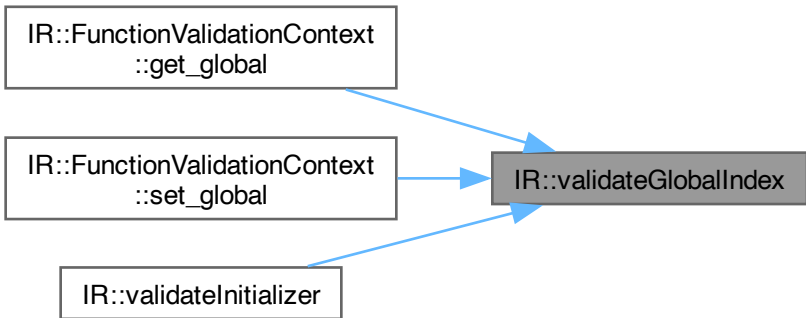 IR::FunctionValidationContext
::get_global
IR::FunctionValidationContext
::set_global
IR::validateGlobalIndex
IR::validateInitializer